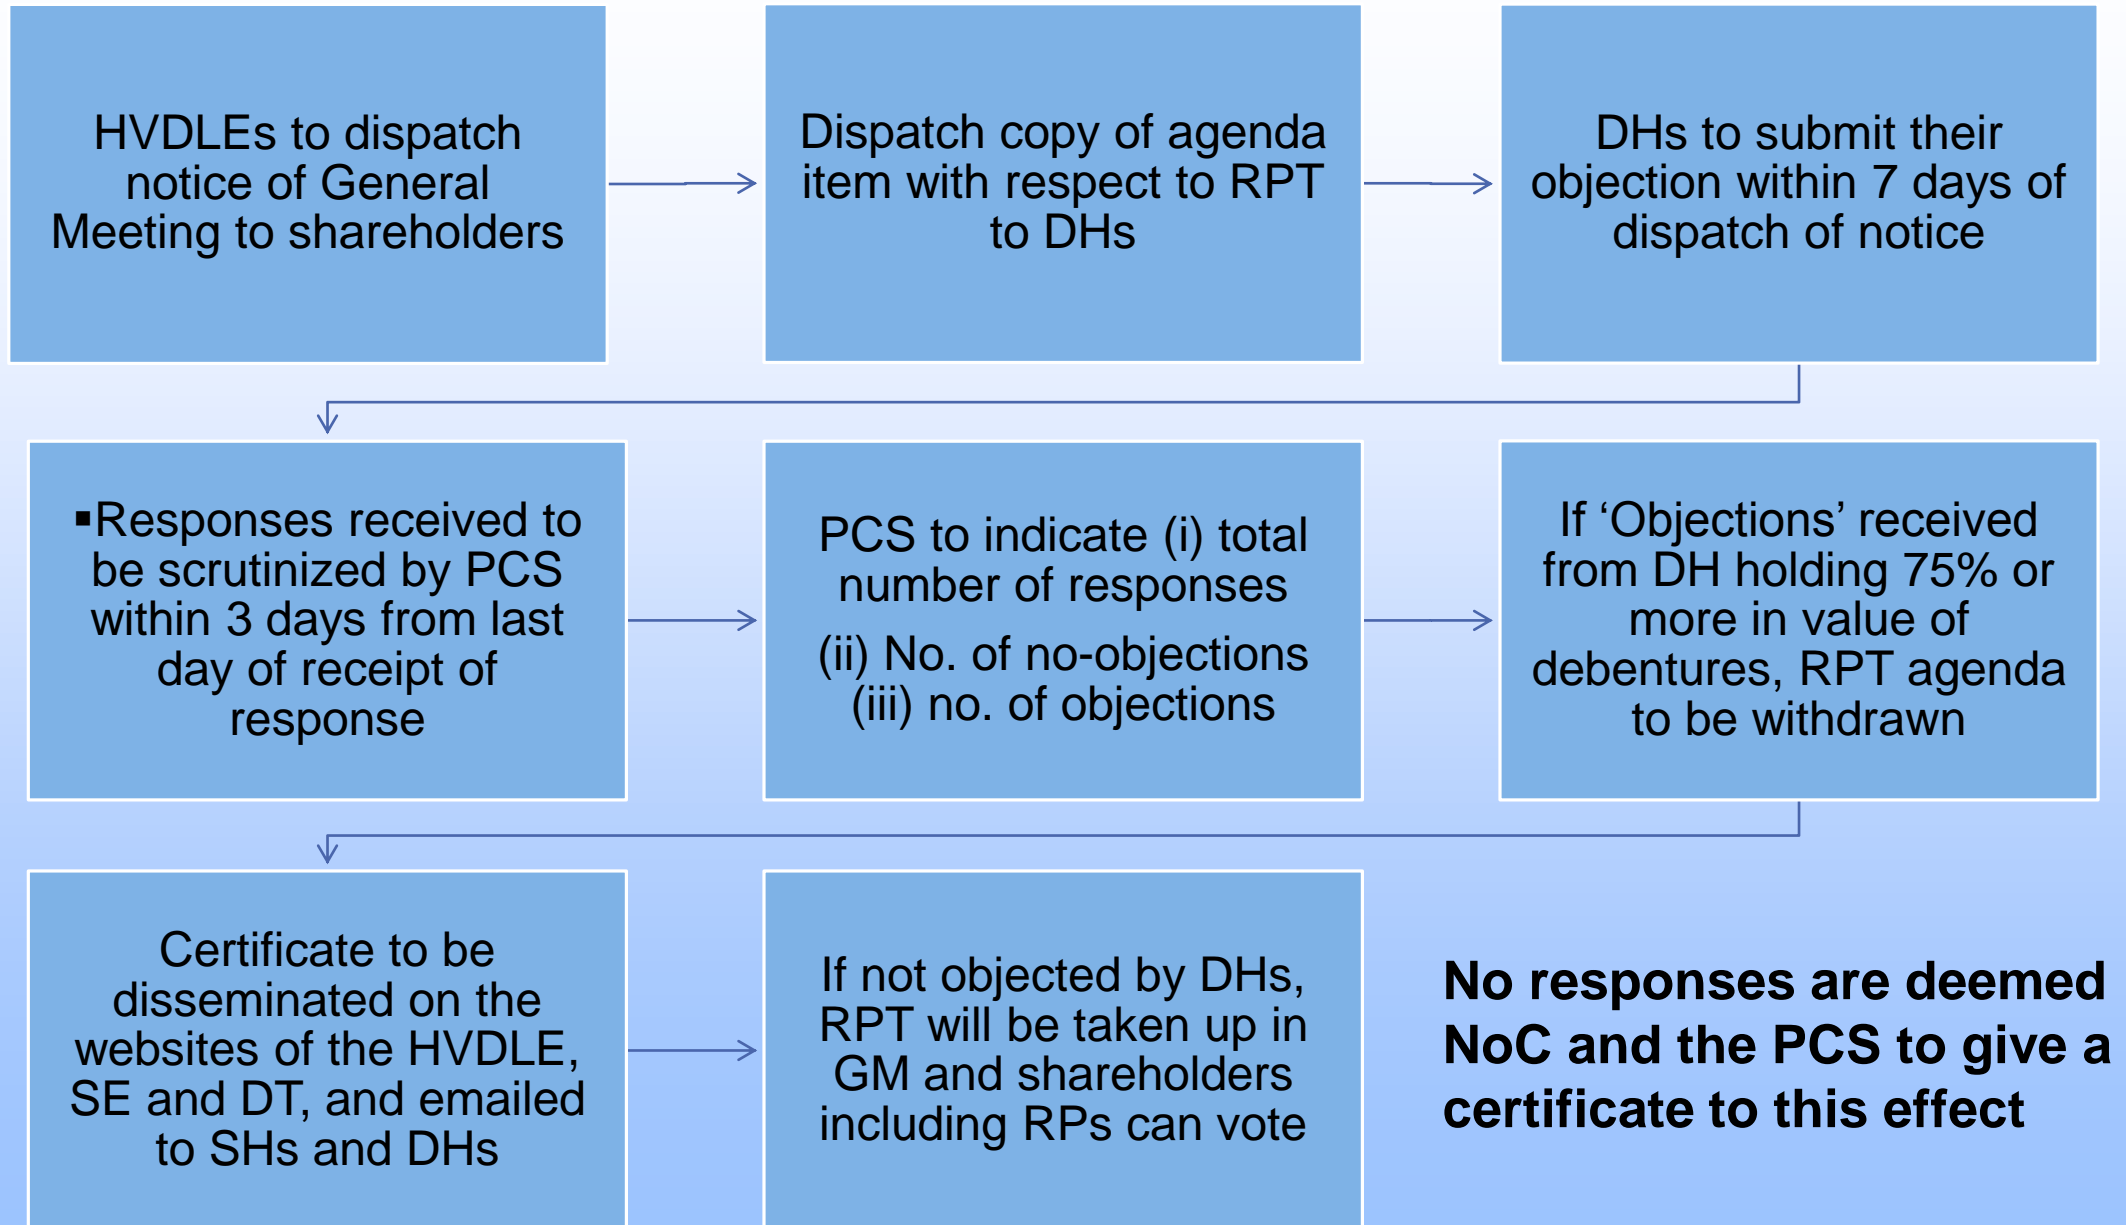 HVDLEs to dispatch
notice of General
Meeting to shareholders
Dispatch copy of agenda
item with respect to RPT
to DHs
DHs to submit their
objection within 7 days of
dispatch of notice
▪Responses received to
be scrutinized by PCS
within 3 days from last
day of receipt of
response
PCS to indicate (i) total
number of responses
(ii) No. of no-objections
(iii) no. of objections
If ‘Objections’ received
from DH holding 75% or
more in value of
debentures, RPT agenda
to be withdrawn
Certificate to be
disseminated on the
websites of the HVDLE,
SE and DT, and emailed
to SHs and DHs
If not objected by DHs,
RPT will be taken up in
GM and shareholders
including RPs can vote
No responses are deemed
NoC and the PCS to give a
certificate to this effect